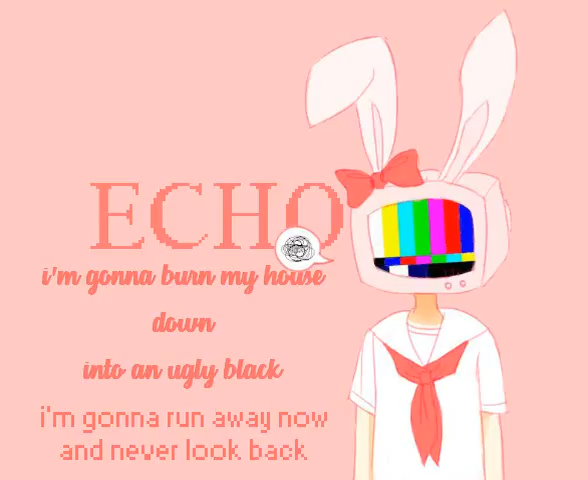 ECHO
i'm gonna burn my house
down
into an ugly black
i'm gonna run away now
and never look back